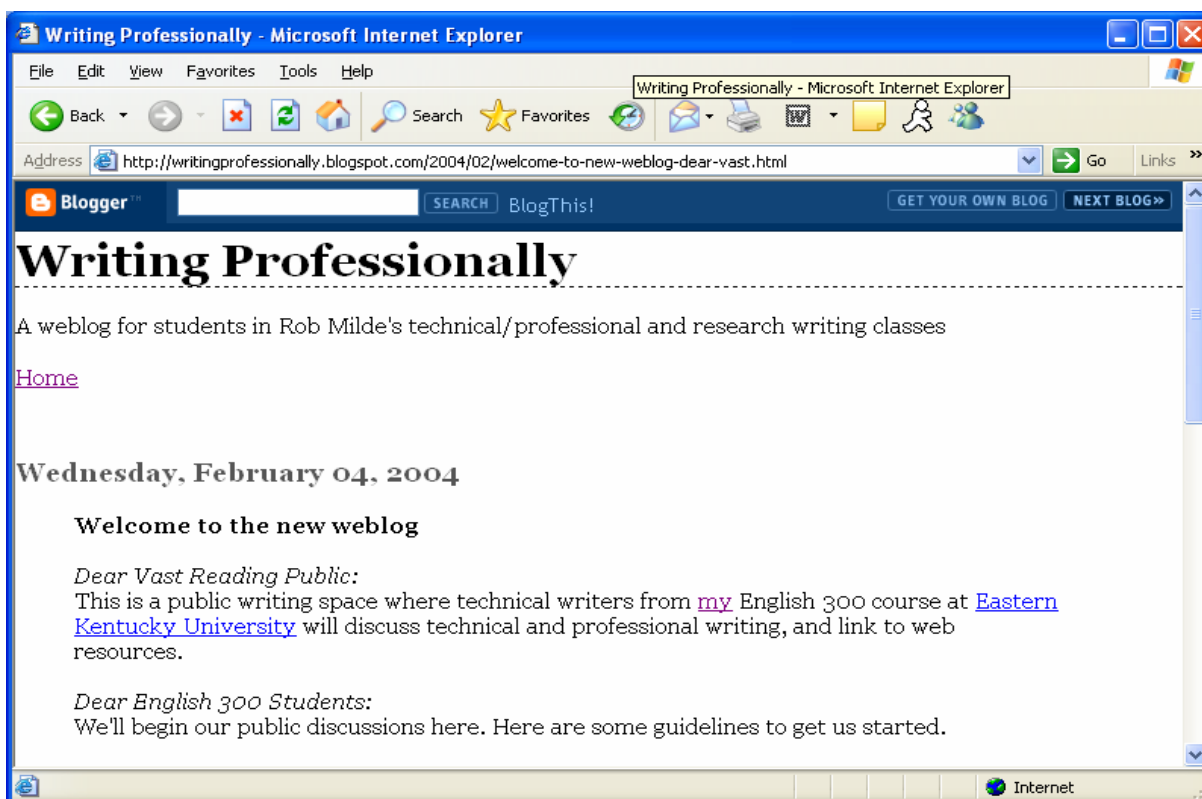 Writing Professionally - Microsoft Internet Explorer
File Edit View Favorites Tools Help
Writing Professionally - Microsoft Internet Explorer
Back Search Favorites
Address http://writingprofessionally.blogspot.com/2004/02/welcome-to-new-weblog-dear-vast.html Go Links »
Blogger™ SEARCH BlogThis! GET YOUR OWN BLOG NEXT BLOG»
Writing Professionally
A weblog for students in Rob Milde's technical/professional and research writing classes
Home
Wednesday, February 04, 2004
Welcome to the new weblog
Dear Vast Reading Public:
This is a public writing space where technical writers from my English 300 course at Eastern
Kentucky University will discuss technical and professional writing, and link to web
resources.
Dear English 300 Students:
We'll begin our public discussions here. Here are some guidelines to get us started.
Internet